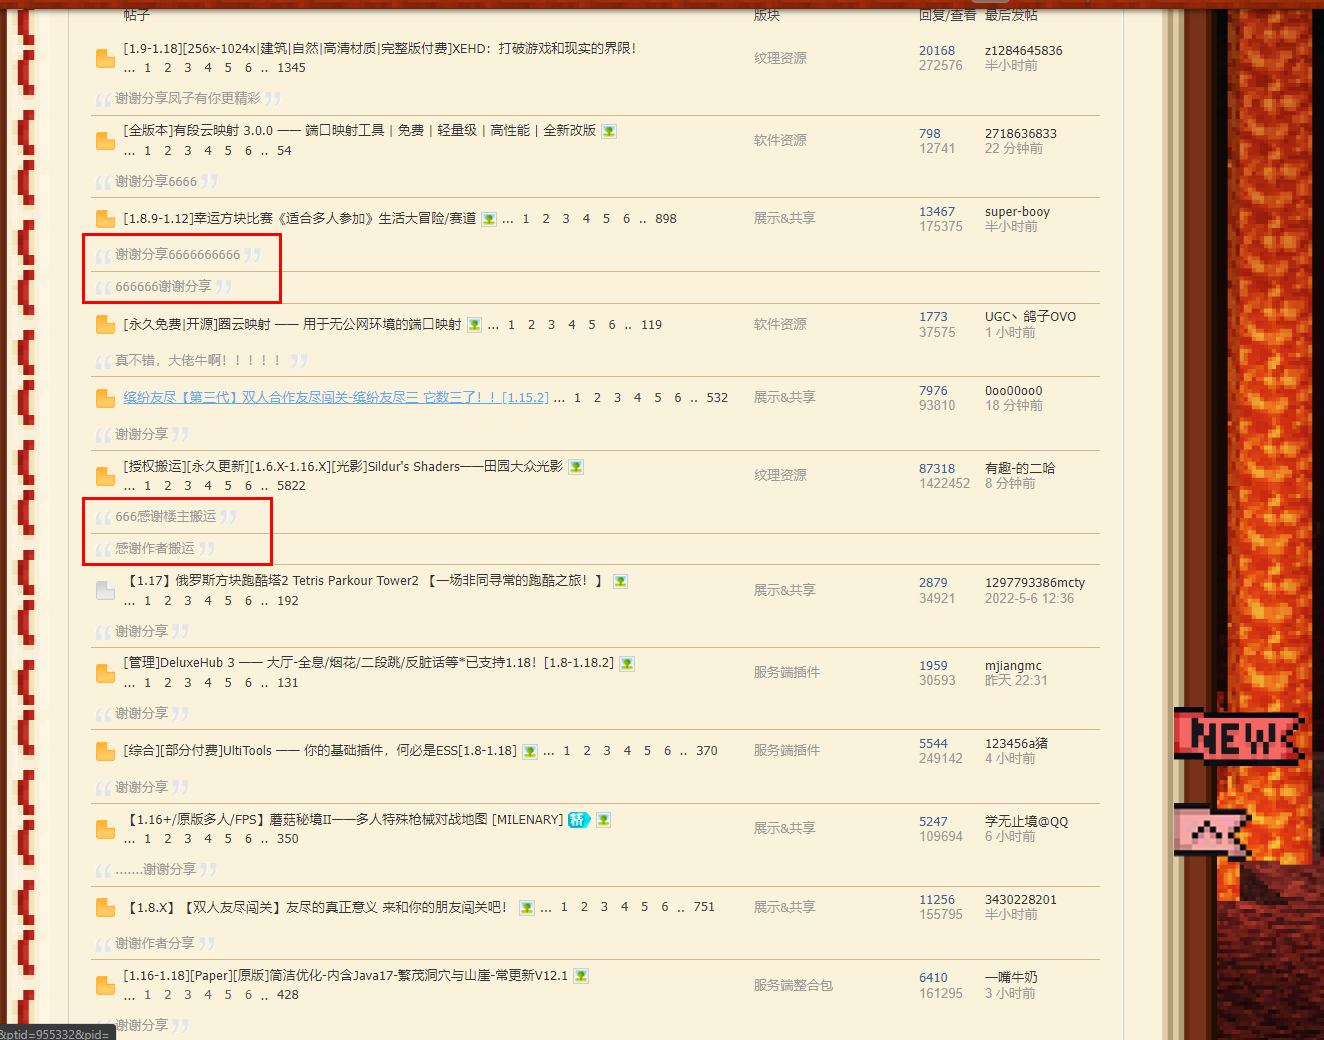 帖子 版块 回复/查看 最后发帖
[1.9-1.18][256x-1024x|建筑|自然|高清材质|完整版付费]XEHD：打破游戏和现实的界限！
... 1 2 3 4 5 6 .. 1345
纹理资源
20168
272576
z1284645836
半小时前
谢谢分享凤子有你更精彩
[全版本]有段云映射 3.0.0 —— 端口映射工具 | 免费 | 轻量级 | 高性能 | 全新改版
... 1 2 3 4 5 6 .. 54
软件资源
798
12741
2718636833
22 分钟前
谢谢分享6666
[1.8.9-1.12]幸运方块比赛《适合多人参加》生活大冒险/赛道 ... 1 2 3 4 5 6 .. 898
展示&共享
13467
175375
super-booy
半小时前
谢谢分享6666666666
666666谢谢分享
[永久免费|开源]圈云映射 —— 用于无公网环境的端口映射 ... 1 2 3 4 5 6 .. 119
软件资源
1773
37575
UGC丶鸽子OVO
1 小时前
真不错，大佬牛啊！！！！！
缤纷友尽【第三代】双人合作友尽闯关-缤纷友尽三 它数三了！！[1.15.2] ... 1 2 3 4 5 6 .. 532
展示&共享
7976
93810
0oo00oo0
18 分钟前
谢谢分享
[授权搬运][永久更新][1.6.X-1.16.X][光影]Sildur's Shaders——田园大众光影
... 1 2 3 4 5 6 .. 5822
纹理资源
87318
1422452
有趣-的二哈
8 分钟前
666感谢楼主搬运
感谢作者搬运
【1.17】俄罗斯方块跑酷塔2 Tetris Parkour Tower2 【一场非同寻常的跑酷之旅！】
... 1 2 3 4 5 6 .. 192
展示&共享
2879
34921
1297793386mcty
2022-5-6 12:36
谢谢分享
[管理]DeluxeHub 3 —— 大厅-全息/烟花/二段跳/反脏话等*已支持1.18！[1.8-1.18.2]
... 1 2 3 4 5 6 .. 131
服务端插件
1959
30593
mjiangmc
昨天 22:31
谢谢分享
[综合][部分付费]UltiTools —— 你的基础插件，何必是ESS[1.8-1.18] ... 1 2 3 4 5 6 .. 370
服务端插件
5544
249142
123456a猪
4 小时前
谢谢分享
【1.16+/原版多人/FPS】蘑菇秘境II——多人特殊枪械对战地图 [MILENARY] 精
... 1 2 3 4 5 6 .. 350
展示&共享
5247
109694
学无止境@QQ
6 小时前
.......谢谢分享
【1.8.X】【双人友尽闯关】友尽的真正意义 来和你的朋友闯关吧！ ... 1 2 3 4 5 6 .. 751
展示&共享
11256
155795
3430228201
半小时前
谢谢作者分享
[1.16-1.18][Paper][原版]简洁优化-内含Java17-繁茂洞穴与山崖-常更新V12.1
... 1 2 3 4 5 6 .. 428
服务端整合包
6410
161295
一嘴牛奶
3 小时前
谢谢分享
&ptid=955332&pid=
NEW